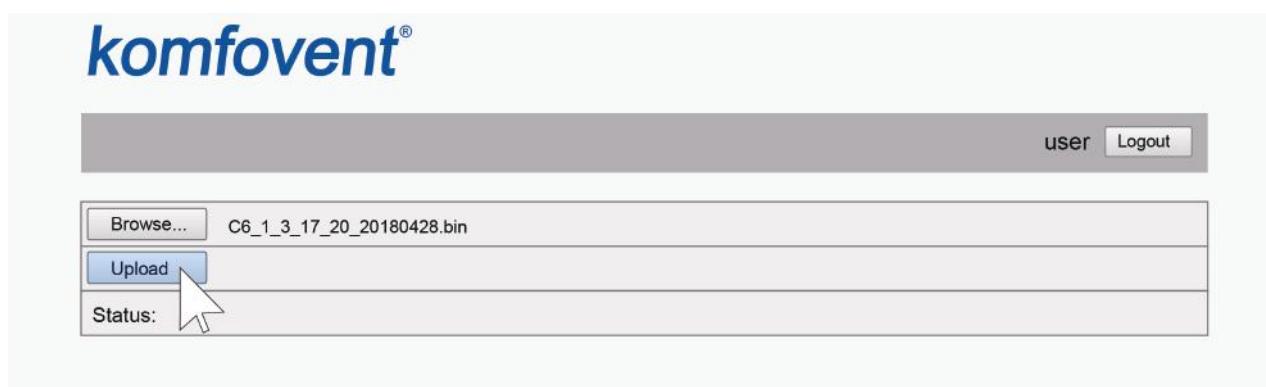 komfovent®
user Logout
Browse... C6_1_3_17_20_20180428.bin
Upload
Status: